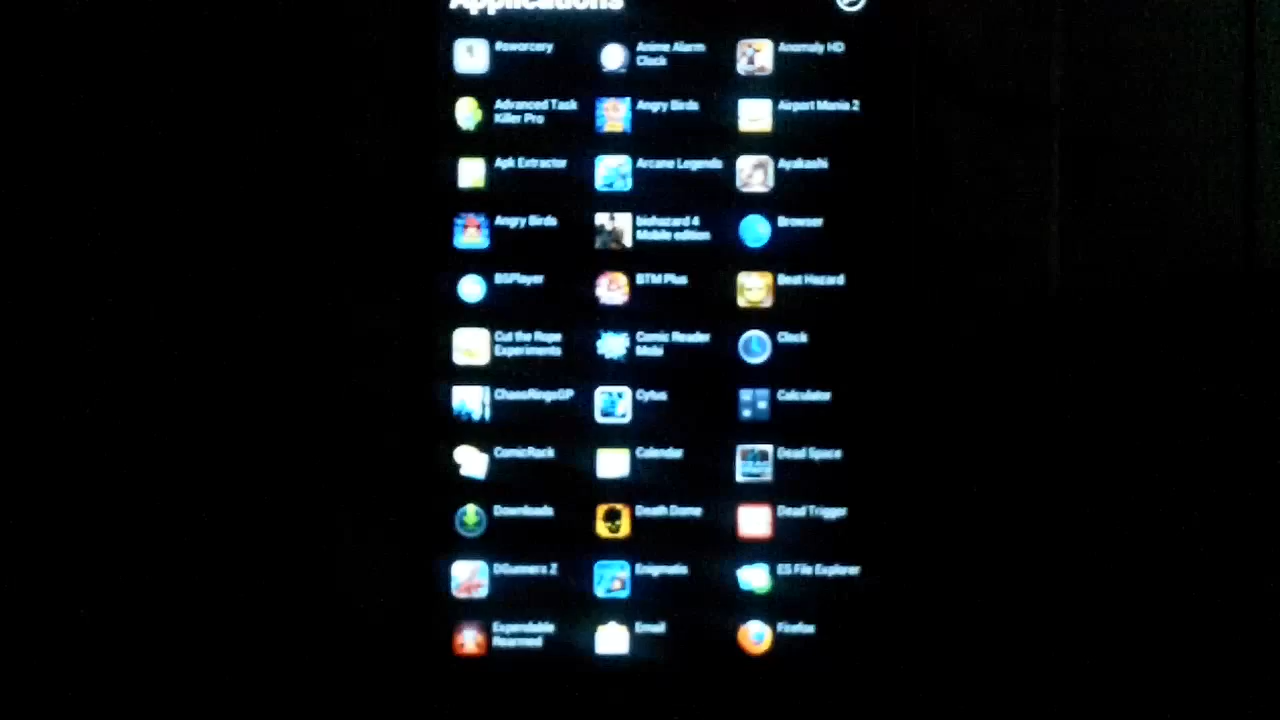 Applications
#sworcery
Anime Alarm
Clock
Anomaly HD
Advanced Task
Killer Pro
Angry Birds
Airport Mania 2
Apk Extractor
Arcane Legends
Ayakashi
Angry Birds
biohazard 4
Mobile edition
Browser
BSPlayer
BTM Plus
Beat Hazard
Cut the Rope
Experiments
Comic Reader
Mobi
Clock
ChaosRingsGP
Cytus
Calculator
ComicRack
Calendar
Dead Space
Downloads
Death Dome
Dead Trigger
DGunners Z
Enigmatis
ES File Explorer
Expendable
Rearmed
Email
Firefox